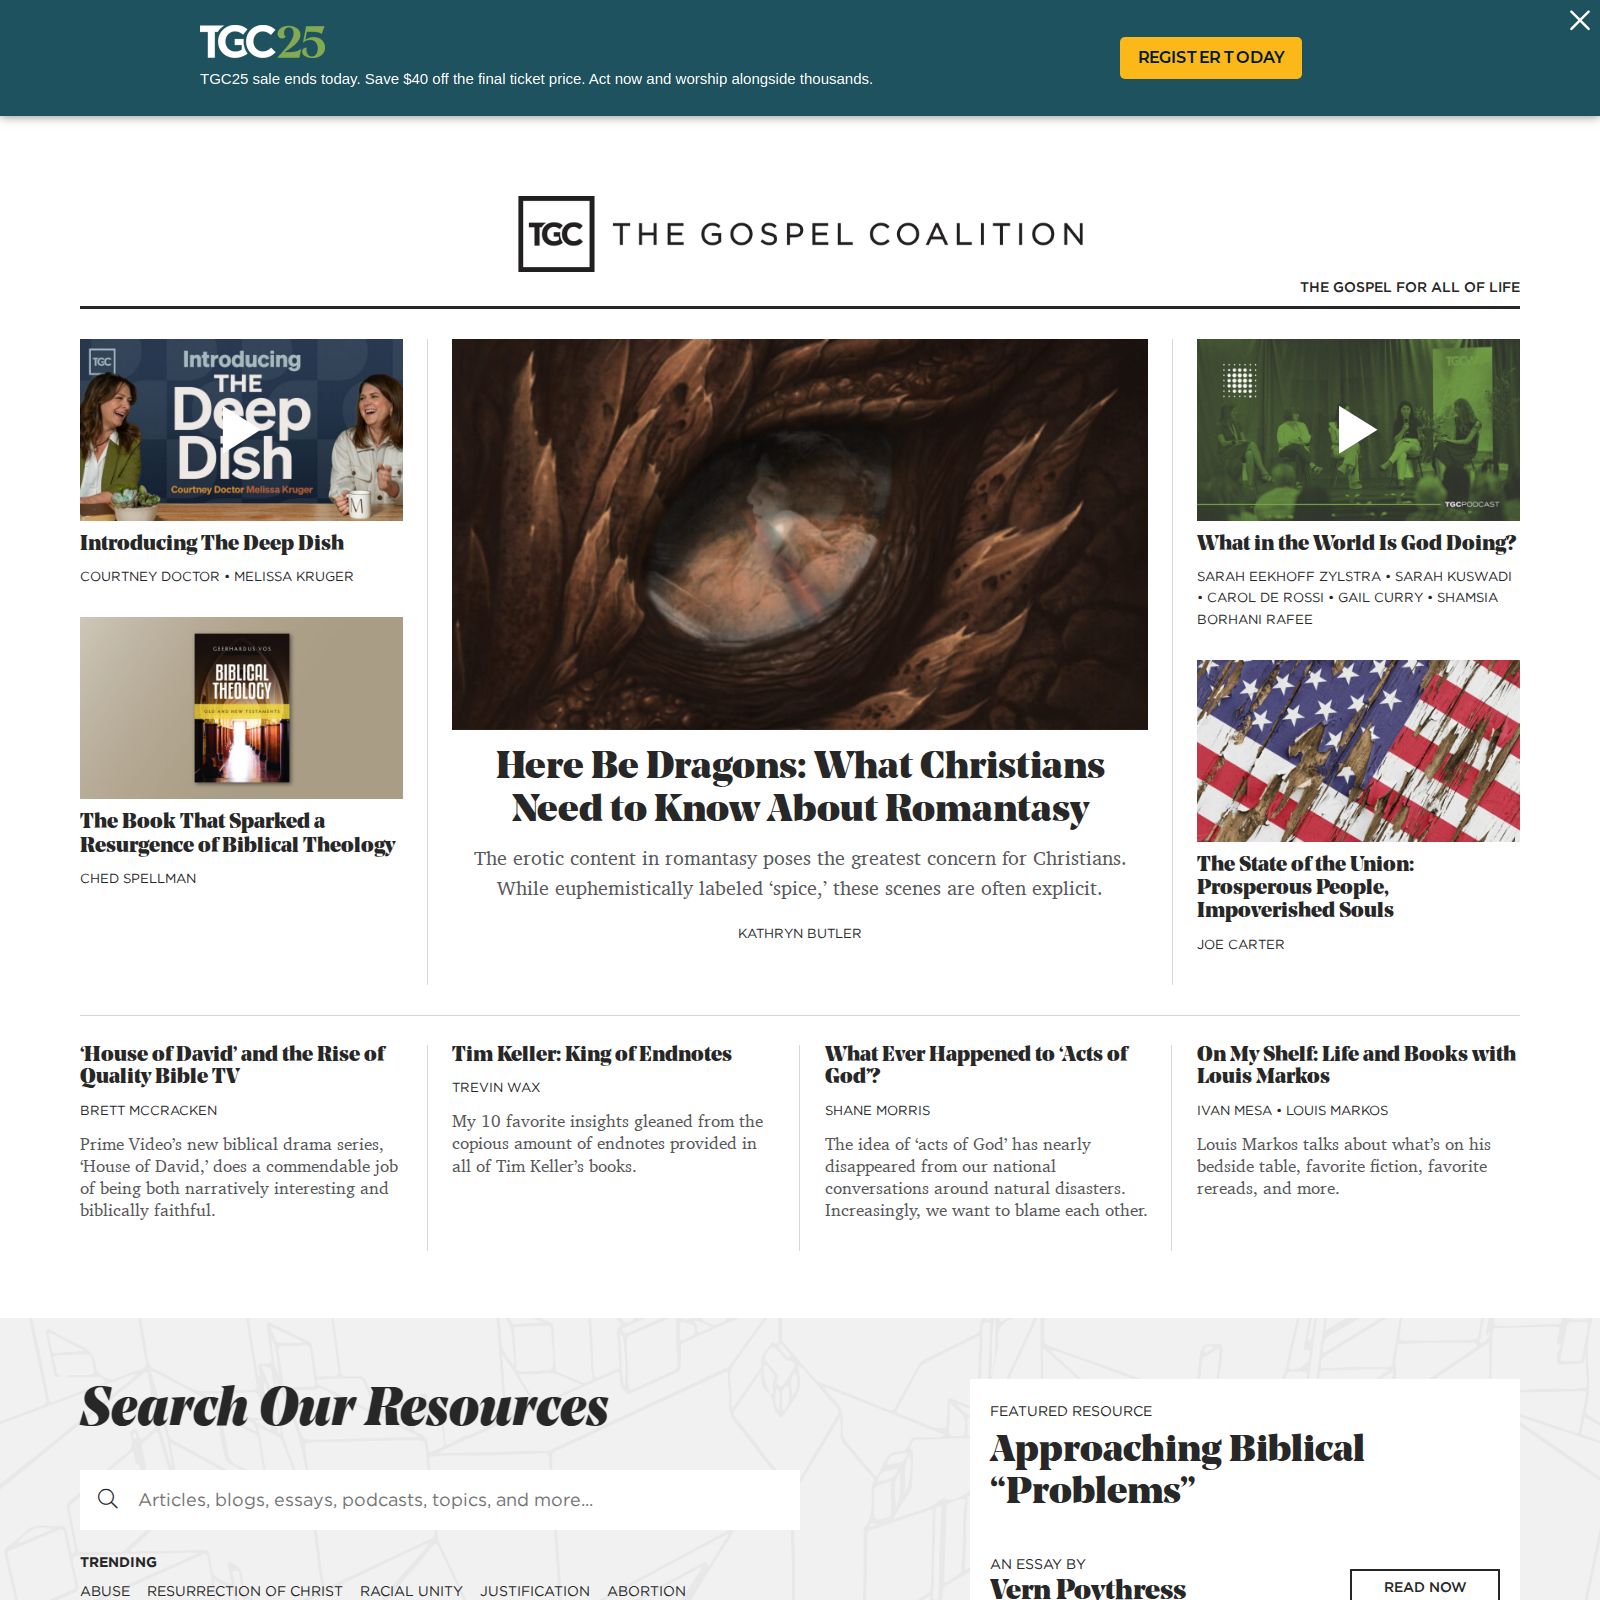 TGC25
TGC25 sale ends today. Save $40 off the final ticket price. Act now and worship alongside thousands.
REGISTER TODAY
TGC THE GOSPEL COALITION
THE GOSPEL FOR ALL OF LIFE
TGC
Introducing
THE
Deep
Dish
Courtney Doctor Melissa Kruger
M
Introducing The Deep Dish
COURTNEY DOCTOR • MELISSA KRUGER
GEERHARDUS VOS
BIBLICAL
THEOLOGY
OLD AND NEW TESTAMENTS
The Book That Sparked a
Resurgence of Biblical Theology
CHED SPELLMAN
Here Be Dragons: What Christians
Need to Know About Romantasy
The erotic content in romantasy poses the greatest concern for Christians.
While euphemistically labeled ‘spice,’ these scenes are often explicit.
KATHRYN BUTLER
TGCW
TGCPODCAST
What in the World Is God Doing?
SARAH EEKHOFF ZYLSTRA • SARAH KUSWADI
• CAROL DE ROSSI • GAIL CURRY • SHAMSIA
BORHANI RAFEE
The State of the Union:
Prosperous People,
Impoverished Souls
JOE CARTER
‘House of David’ and the Rise of
Quality Bible TV
BRETT MCCRACKEN
Prime Video’s new biblical drama series,
‘House of David,’ does a commendable job
of being both narratively interesting and
biblically faithful.
Tim Keller: King of Endnotes
TREVIN WAX
My 10 favorite insights gleaned from the
copious amount of endnotes provided in
all of Tim Keller’s books.
What Ever Happened to ‘Acts of
God’?
SHANE MORRIS
The idea of ‘acts of God’ has nearly
disappeared from our national
conversations around natural disasters.
Increasingly, we want to blame each other.
On My Shelf: Life and Books with
Louis Markos
IVAN MESA • LOUIS MARKOS
Louis Markos talks about what’s on his
bedside table, favorite fiction, favorite
rereads, and more.
Search Our Resources
Articles, blogs, essays, podcasts, topics, and more...
TRENDING
ABUSE RESURRECTION OF CHRIST RACIAL UNITY JUSTIFICATION ABORTION
FEATURED RESOURCE
Approaching Biblical
“Problems”
AN ESSAY BY
Vern Poythress
READ NOW